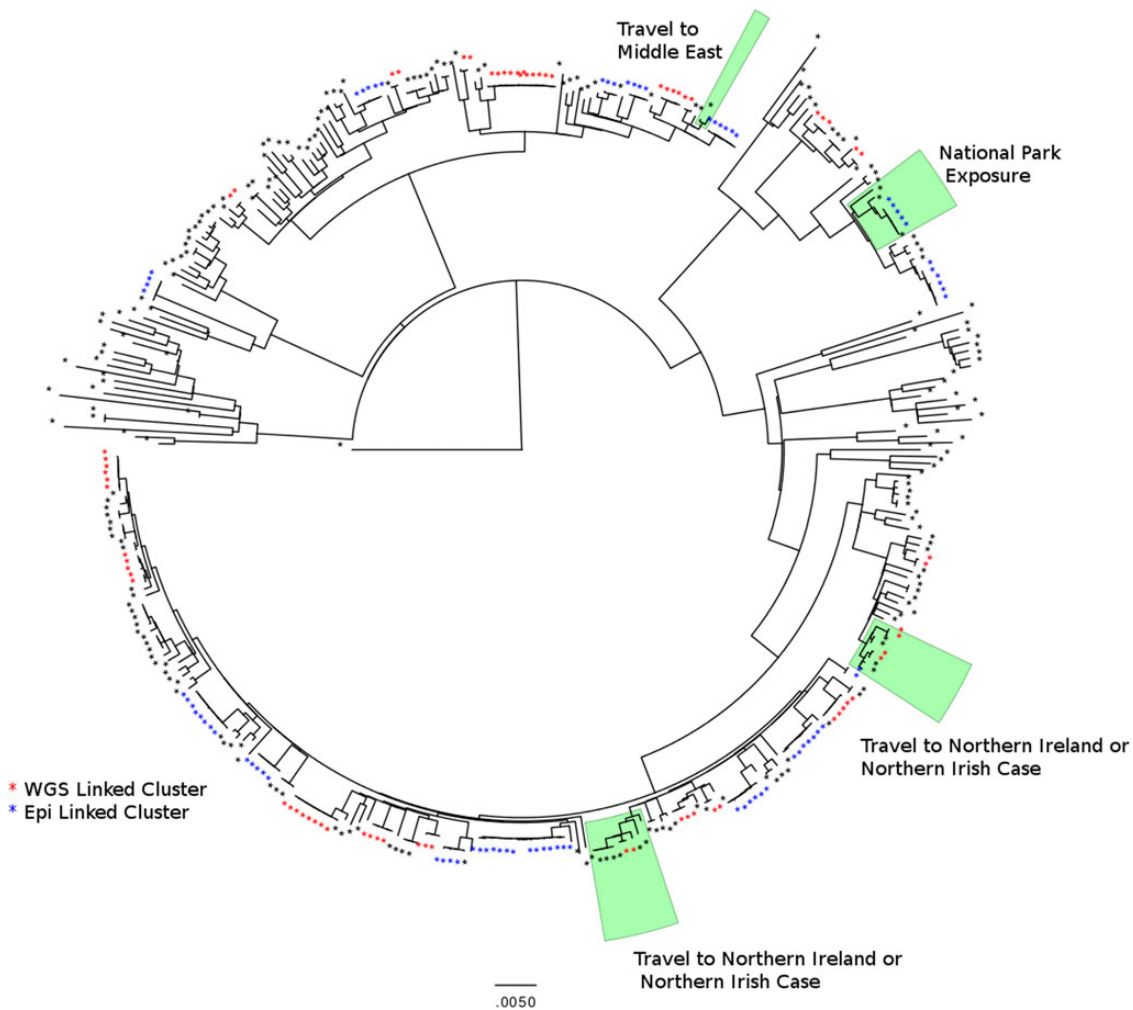 Travel to
Middle East
National Park
Exposure
Travel to Northern Ireland or
Northern Irish Case
* WGS Linked Cluster
* Epi Linked Cluster
Travel to Northern Ireland or
Northern Irish Case
.0050